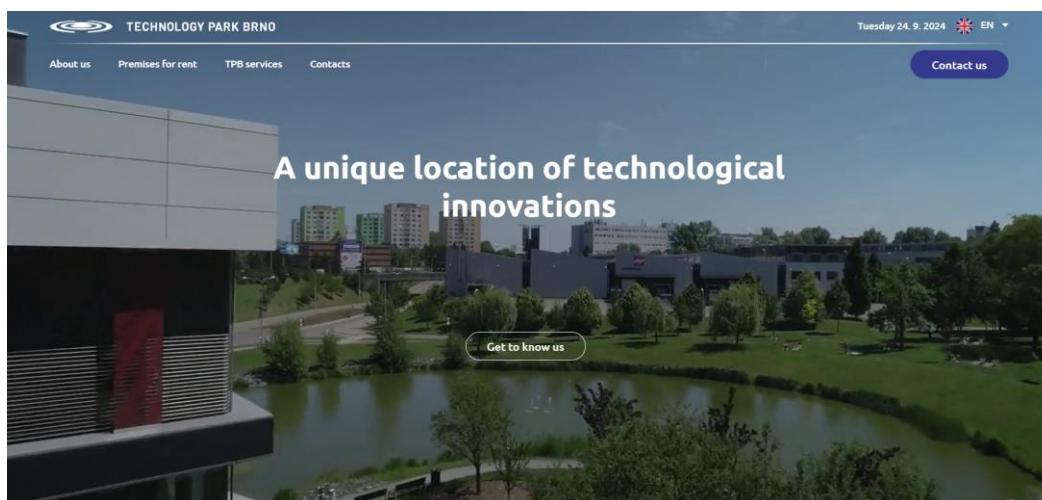 TECHNOLOGY PARK BRNO
Tuesday 24. 9. 2024 EN
About us Premises for rent TPB services Contacts Contact us
A unique location of technological
innovations
Get to know us